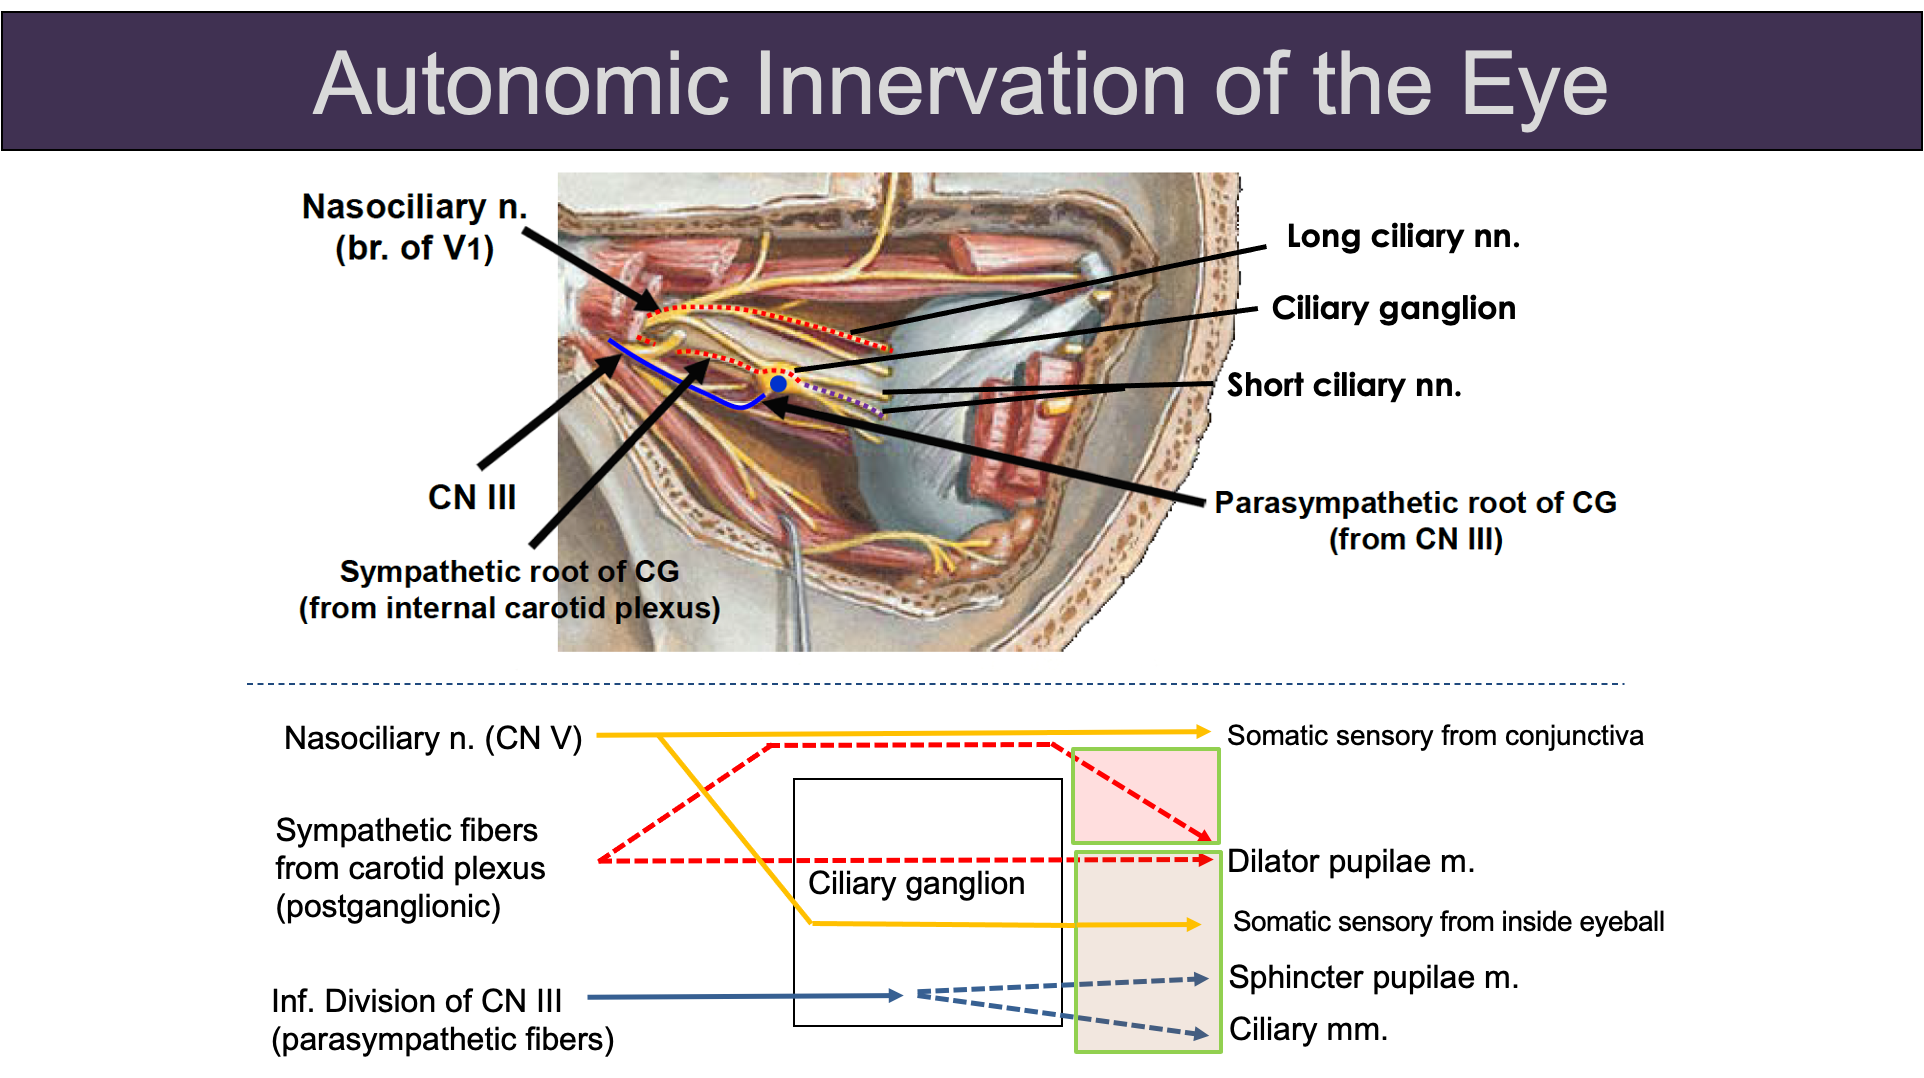 Autonomic Innervation of the Eye
Nasociliary n.
(br. of V1)
Long ciliary nn.
Ciliary ganglion
Short ciliary nn.
CN III
Parasympathetic root of CG
(from CN III)
Sympathetic root of CG
(from internal carotid plexus)
Nasociliary n. (CN V)
Somatic sensory from conjunctiva
Sympathetic fibers
from carotid plexus
(postganglionic)
Dilator pupilae m.
Ciliary ganglion
Somatic sensory from inside eyeball
Inf. Division of CN III
(parasympathetic fibers)
Sphincter pupilae m.
Ciliary mm.